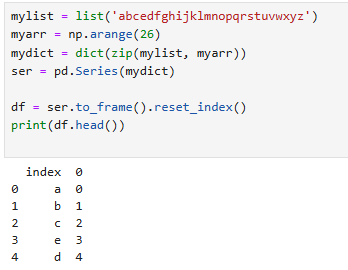 mylist = list('abcedfghijklmnopqrstuvwxyz')
myarr = np.arange(26)
mydict = dict(zip(mylist, myarr))
ser = pd.Series(mydict)

df = ser.to_frame().reset_index()
print(df.head())

  index  0
0     a  0
1     b  1
2     c  2
3     e  3
4     d  4